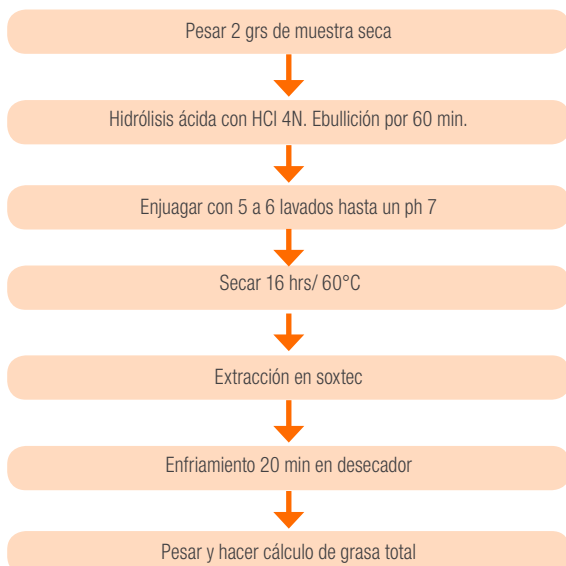 Pesar 2 grs de muestra seca
Hidrólisis ácida con HCl 4N. Ebullición por 60 min.
Enjuagar con 5 a 6 lavados hasta un ph 7
Secar 16 hrs/ 60°C
Extracción en soxtec
Enfriamiento 20 min en desecador
Pesar y hacer cálculo de grasa total